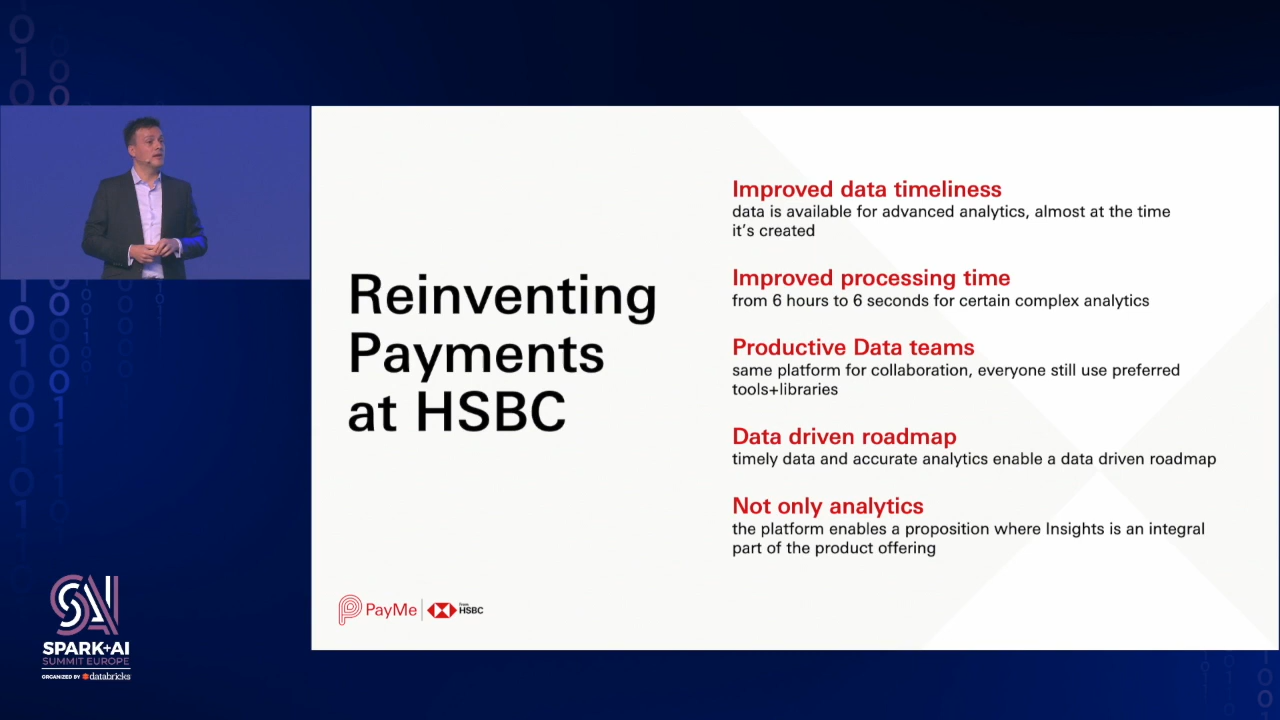 Reinventing
Payments
at HSBC
Improved data timeliness
data is available for advanced analytics, almost at the time
it's created
Improved processing time
from 6 hours to 6 seconds for certain complex analytics
Productive Data teams
same platform for collaboration, everyone still use preferred
tools+libraries
Data driven roadmap
timely data and accurate analytics enable a data driven roadmap
Not only analytics
the platform enables a proposition where Insights is an integral
part of the product offering
PayMe
From
HSBC
SAI
SPARK+AI
SUMMIT EUROPE
ORGANIZED BY databricks